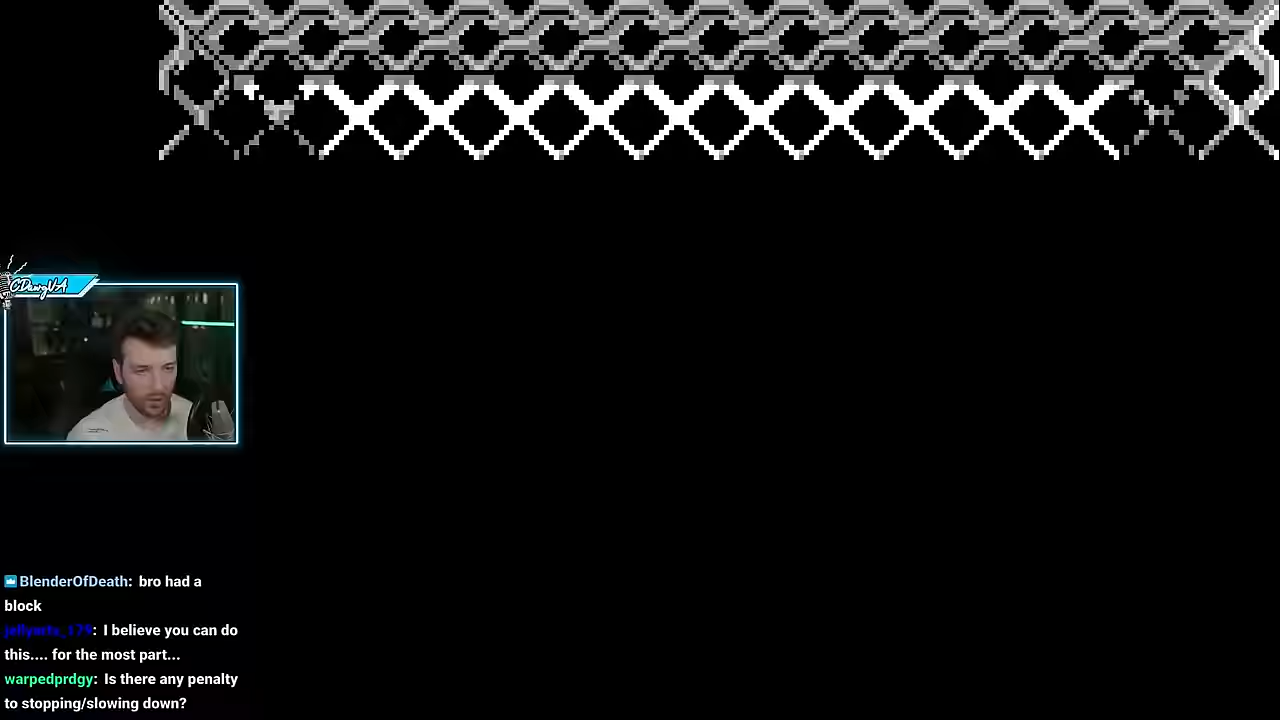 CDawgVA
BlenderOfDeath: bro had a
block
jellyarts_175: I believe you can do
this.... for the most part...
warpedprdgy: Is there any penalty
to stopping/slowing down?